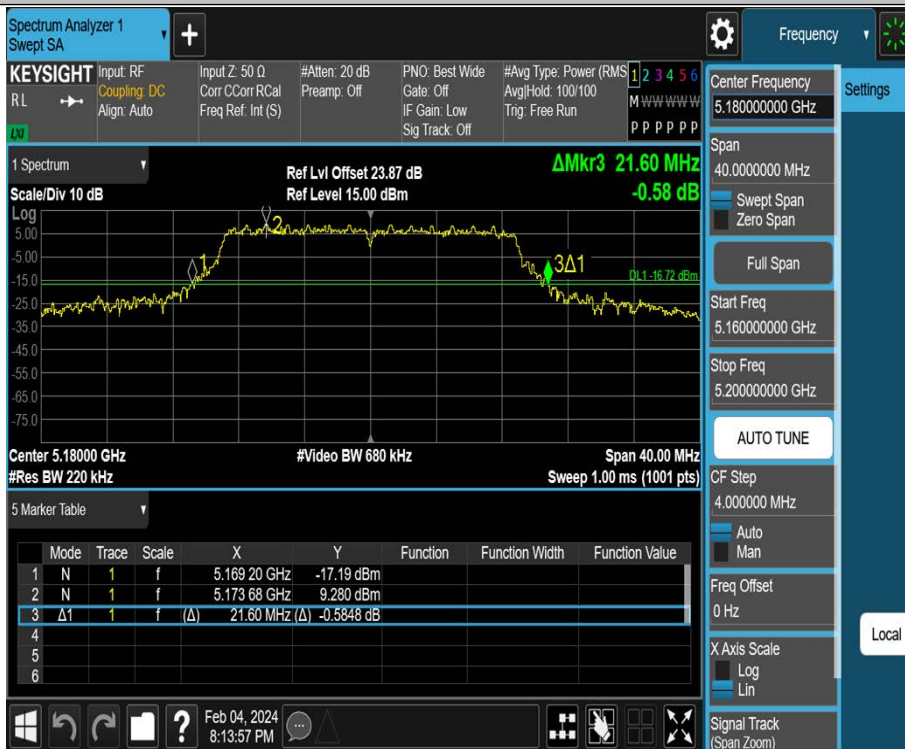 Spectrum Analyzer 1
Swept SA
+
Frequency
KEYSIGHT
R L
LXI
Input: RF
Coupling: DC
Align: Auto
Input Z: 50 Ω
Corr CCorr RCal
Freq Ref: Int (S)
#Atten: 20 dB
Preamp: Off
PNO: Best Wide
Gate: Off
IF Gain: Low
Sig Track: Off
#Avg Type: Power (RMS
Avg|Hold: 100/100
Trig: Free Run
1 2 3 4 5 6
M W W W W W
P P P P P P
1 Spectrum
Scale/Div 10 dB
Ref Lvl Offset 23.87 dB
Ref Level 15.00 dBm
ΔMkr3 21.60 MHz
-0.58 dB
Log
5.00
-5.00
-15.0
-25.0
-35.0
-45.0
-55.0
-65.0
-75.0
1
2
3Δ1
DL1 -16.72 dBm
Center 5.18000 GHz
#Video BW 680 kHz
Span 40.00 MHz
#Res BW 220 kHz
Sweep 1.00 ms (1001 pts)
5 Marker Table
Mode Trace Scale X Y Function Function Width Function Value
1 N 1 f 5.169 20 GHz -17.19 dBm
2 N 1 f 5.173 68 GHz 9.280 dBm
3 Δ1 1 f (Δ) 21.60 MHz (Δ) -0.5848 dB
4
5
6
Feb 04, 2024
8:13:57 PM
?
Center Frequency
5.180000000 GHz
Settings
Span
40.0000000 MHz
Swept Span
Zero Span
Full Span
Start Freq
5.160000000 GHz
Stop Freq
5.200000000 GHz
AUTO TUNE
CF Step
4.000000 MHz
Auto
Man
Freq Offset
0 Hz
Local
X Axis Scale
Log
Lin
Signal Track
(Span Zoom)